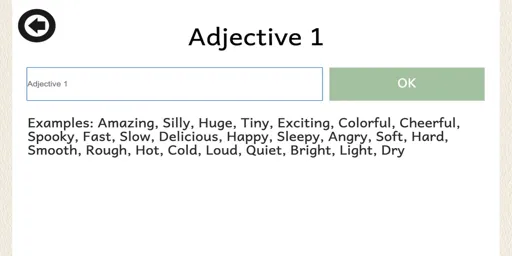 Adjective 1
Adjective 1
OK
Examples: Amazing, Silly, Huge, Tiny, Exciting, Colorful, Cheerful,
Spooky, Fast, Slow, Delicious, Happy, Sleepy, Angry, Soft, Hard,
Smooth, Rough, Hot, Cold, Loud, Quiet, Bright, Light, Dry